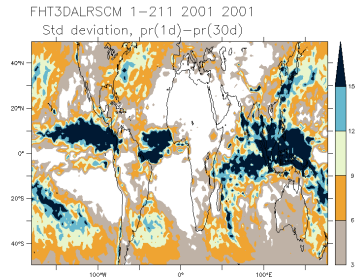 FHT3DALRSCM 1-211 2001 2001
Std deviation, pr(1d)-pr(30d)
40°N
20°N
0°
20°S
40°S
100°W
0°
100°E
15
12
9
6
3